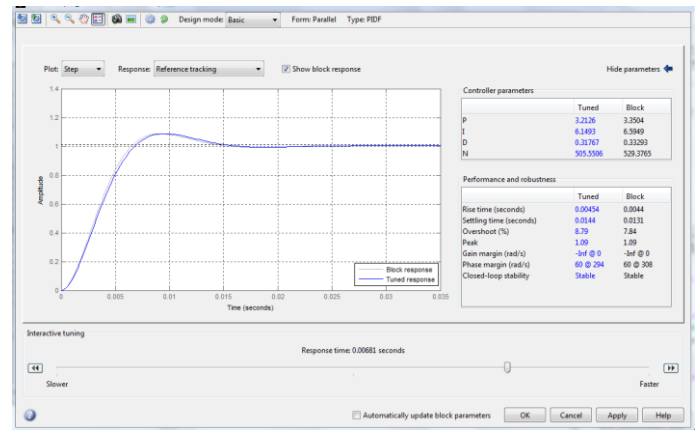 Design mode: Basic Form: Parallel Type: PIDF
Plot: Step Response: Reference tracking Show block response Hide parameters
Controller parameters
Tuned Block
P 3.2126 3.3504
I 6.1493 6.5949
D 0.31767 0.33293
N 505.5506 529.3765
Performance and robustness
Tuned Block
Rise time (seconds) 0.00454 0.0044
Settling time (seconds) 0.0144 0.0131
Overshoot (%) 8.79 7.84
Peak 1.09 1.09
Gain margin (rad/s) -Inf @ 0 -Inf @ 0
Phase margin (rad/s) 60 @ 294 60 @ 308
Closed-loop stability Stable Stable
1.4
1.2
1
0.8
0.6
0.4
0.2
0
Amplitude
Block response
Tuned response
0 0.005 0.01 0.015 0.02 0.025 0.03 0.035
Time (seconds)
Interactive tuning
Response time: 0.00681 seconds
Slower Faster
Automatically update block parameters OK Cancel Apply Help